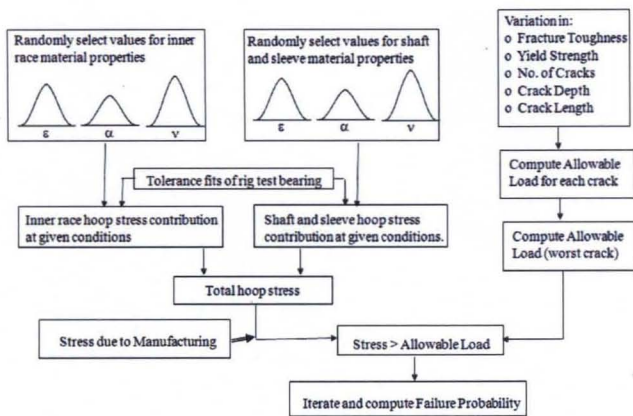 Randomly select values for inner
race material properties
ε α ν
Randomly select values for shaft
and sleeve material properties
ε α ν
Variation in:
o Fracture Toughness
o Yield Strength
o No. of Cracks
o Crack Depth
o Crack Length
Tolerance fits of rig test bearing
Compute Allowable
Load for each crack
Inner race hoop stress contribution
at given conditions
Shaft and sleeve hoop stress
contribution at given conditions.
Compute Allowable
Load (worst crack)
Total hoop stress
Stress due to Manufacturing
Stress > Allowable Load
Iterate and compute Failure Probability